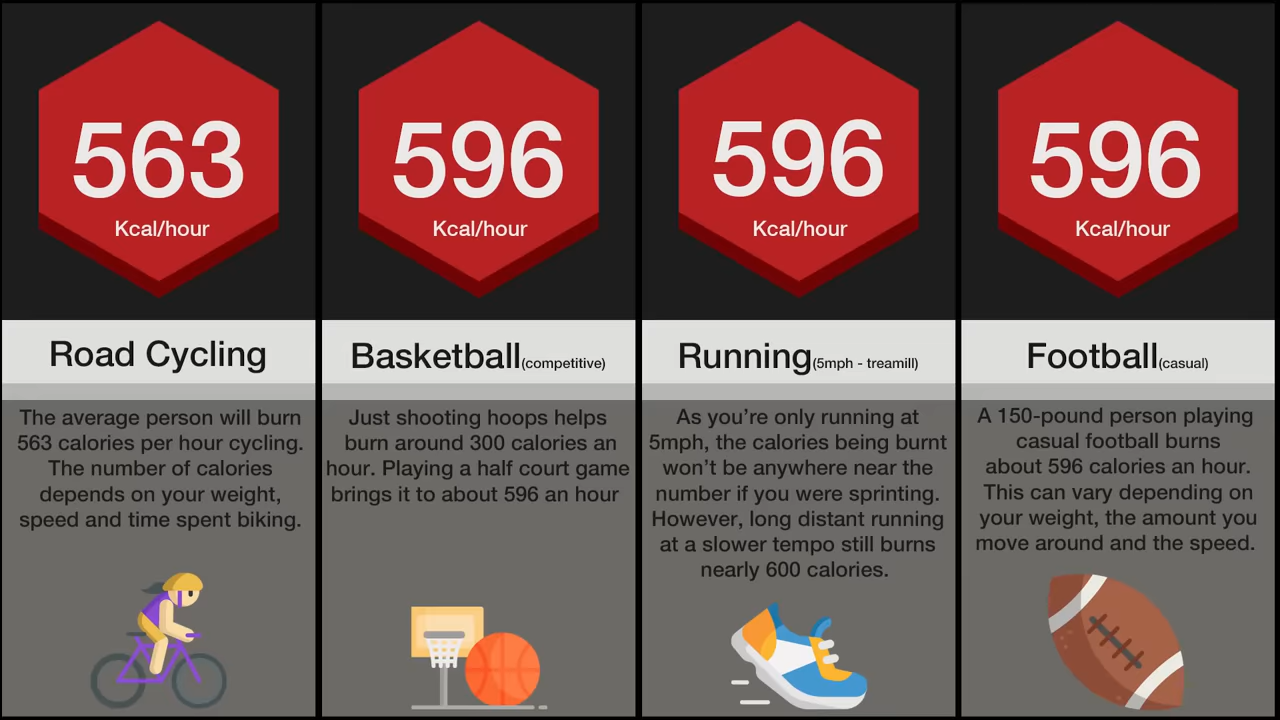 563
Kcal/hour
Road Cycling
The average person will burn
563 calories per hour cycling.
The number of calories
depends on your weight,
speed and time spent biking.
596
Kcal/hour
Basketball(competitive)
Just shooting hoops helps
burn around 300 calories an
hour. Playing a half court game
brings it to about 596 an hour
596
Kcal/hour
Running(5mph - treamill)
As you’re only running at
5mph, the calories being burnt
won’t be anywhere near the
number if you were sprinting.
However, long distant running
at a slower tempo still burns
nearly 600 calories.
596
Kcal/hour
Football(casual)
A 150-pound person playing
casual football burns
about 596 calories an hour.
This can vary depending on
your weight, the amount you
move around and the speed.